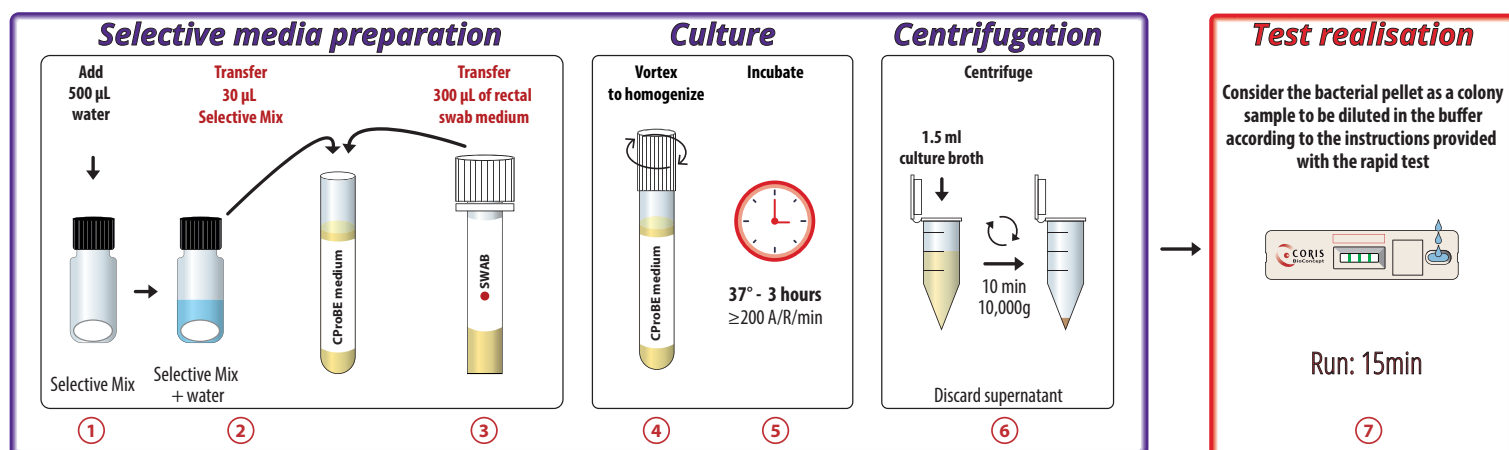 Selective media preparation
Add
500 µL
water
Transfer
30 µL
Selective Mix
Transfer
300 µL of rectal
swab medium
CProBE medium
SWAB
Selective Mix
Selective Mix
+ water
1
2
3
Culture
Vortex
to homogenize
Incubate
CProBE medium
37° - 3 hours
≥200 A/R/min
4
5
Centrifugation
Centrifuge
1.5 ml
culture broth
10 min
10,000g
Discard supernatant
6
Test realisation
Consider the bacterial pellet as a colony
sample to be diluted in the buffer
according to the instructions provided
with the rapid test
CORIS
BioConcept
Run: 15min
7